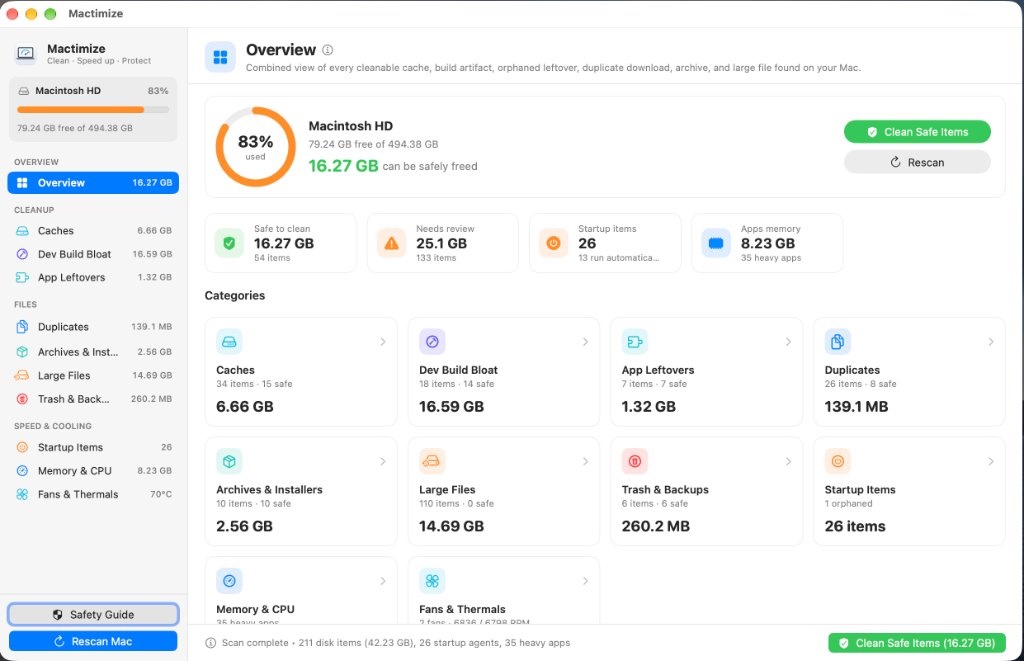 Mactimize
Mactimize
Clean · Speed up · Protect
Macintosh HD 83%
79.24 GB free of 494.38 GB
OVERVIEW
Overview 16.27 GB
CLEANUP
Caches 6.66 GB
Dev Build Bloat 16.59 GB
App Leftovers 1.32 GB
FILES
Duplicates 139.1 MB
Archives & Inst... 2.56 GB
Large Files 14.69 GB
Trash & Back... 260.2 MB
SPEED & COOLING
Startup Items 26
Memory & CPU 8.23 GB
Fans & Thermals 70°C
Safety Guide
Rescan Mac
Overview
Combined view of every cleanable cache, build artifact, orphaned leftover, duplicate download, archive, and large file found on your Mac.
83%
used
Macintosh HD
79.24 GB free of 494.38 GB
16.27 GB can be safely freed
Clean Safe Items
Rescan
Safe to clean
16.27 GB
54 items
Needs review
25.1 GB
133 items
Startup items
26
13 run automatica...
Apps memory
8.23 GB
35 heavy apps
Categories
Caches
34 items · 15 safe
6.66 GB
Dev Build Bloat
18 items · 14 safe
16.59 GB
App Leftovers
7 items · 7 safe
1.32 GB
Duplicates
26 items · 8 safe
139.1 MB
Archives & Installers
10 items · 10 safe
2.56 GB
Large Files
110 items · 0 safe
14.69 GB
Trash & Backups
6 items · 6 safe
260.2 MB
Startup Items
1 orphaned
26 items
Memory & CPU
35 heavy apps
Fans & Thermals
2 fans · 6836 / 6798 RPM
Scan complete • 211 disk items (42.23 GB), 26 startup agents, 35 heavy apps
Clean Safe Items (16.27 GB)